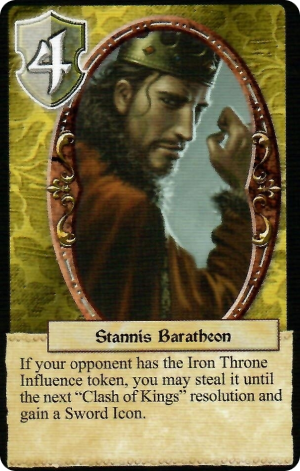 4
Stannis Baratheon
If your opponent has the Iron Throne
Influence token, you may steal it until
the next “Clash of Kings” resolution and
gain a Sword Icon.